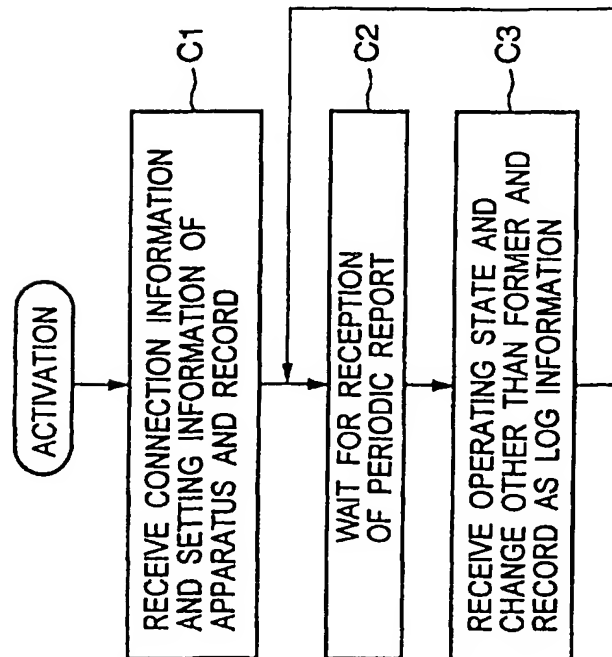 ACTIVATION
RECEIVE CONNECTION INFORMATION
AND SETTING INFORMATION OF
APPARATUS AND RECORD
C1
WAIT FOR RECEPTION
OF PERIODIC REPORT
C2
RECEIVE OPERATING STATE AND
CHANGE OTHER THAN FORMER AND
RECORD AS LOG INFORMATION
C3